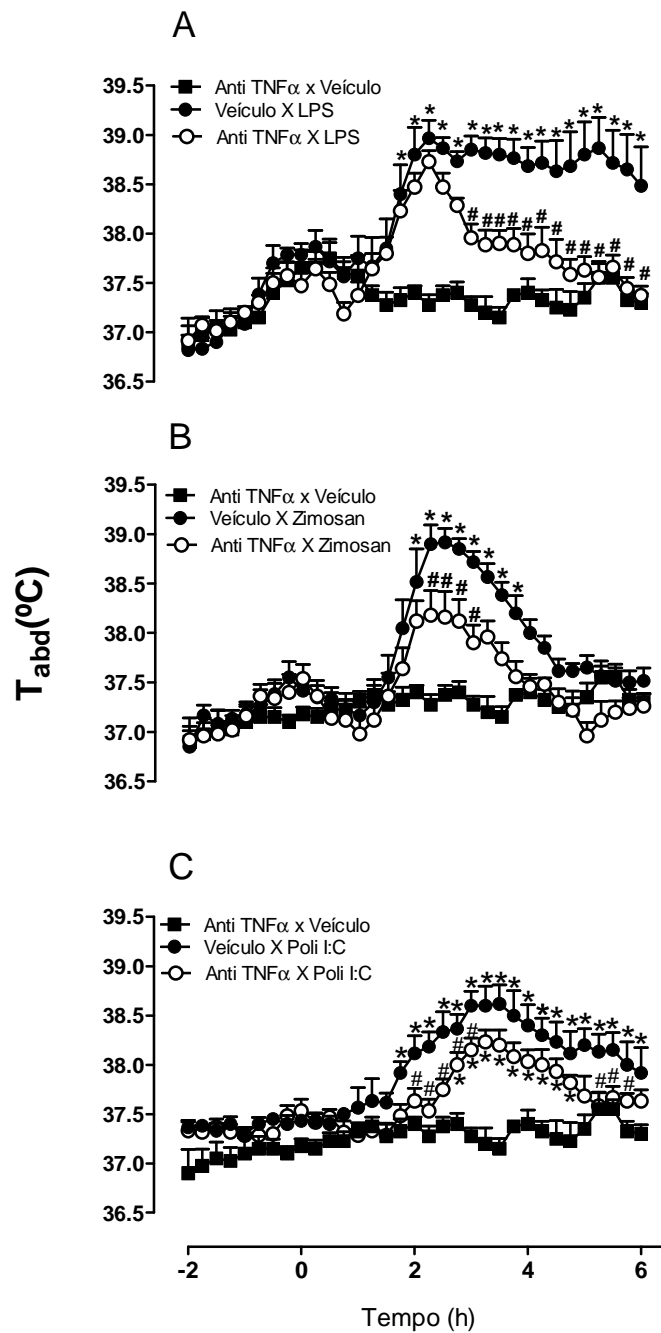 A
39.5
39.0
38.5
38.0
37.5
37.0
36.5
Anti TNFα x Veículo
Veículo X LPS
Anti TNFα X LPS
* * * * * * * * * * * * * * * * * *
# # # # # # # # # # # # #
B
39.5
39.0
38.5
38.0
37.5
37.0
36.5
Anti TNFα x Veículo
Veículo X Zimosan
Anti TNFα X Zimosan
* * * * * * * *
# # # #
T abd (ºC)
C
39.5
39.0
38.5
38.0
37.5
37.0
36.5
Anti TNFα x Veículo
Veículo X Poli I:C
Anti TNFα X Poli I:C
* * * * * * * * * * * * * * * * * *
# # # # # # # #
* * * * * * * *
-2 0 2 4 6
Tempo (h)